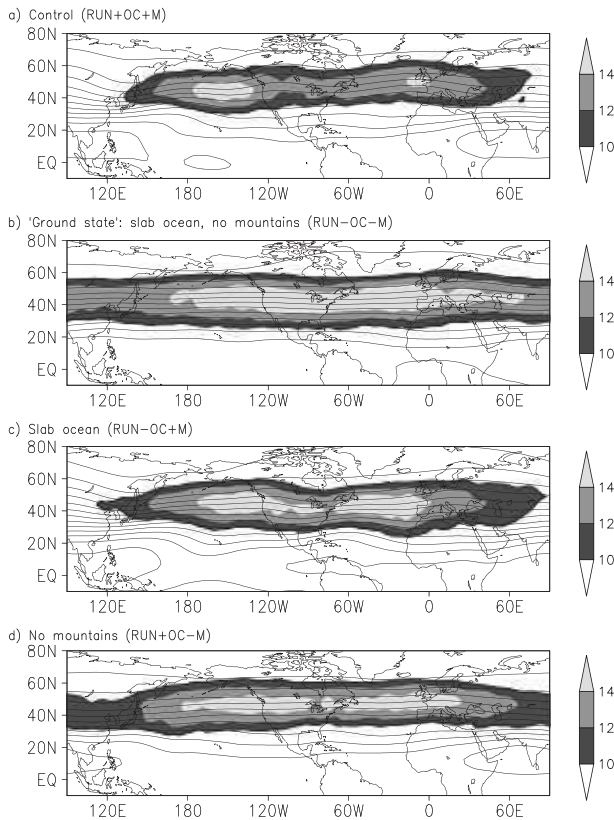 a) Control (RUN+OC+M)
80N
60N
40N
20N
EQ
120E 180 120W 60W 0 60E
14
12
10
b) 'Ground state': slab ocean, no mountains (RUN−OC−M)
80N
60N
40N
20N
EQ
120E 180 120W 60W 0 60E
14
12
10
c) Slab ocean (RUN−OC+M)
80N
60N
40N
20N
EQ
120E 180 120W 60W 0 60E
14
12
10
d) No mountains (RUN+OC−M)
80N
60N
40N
20N
EQ
120E 180 120W 60W 0 60E
14
12
10